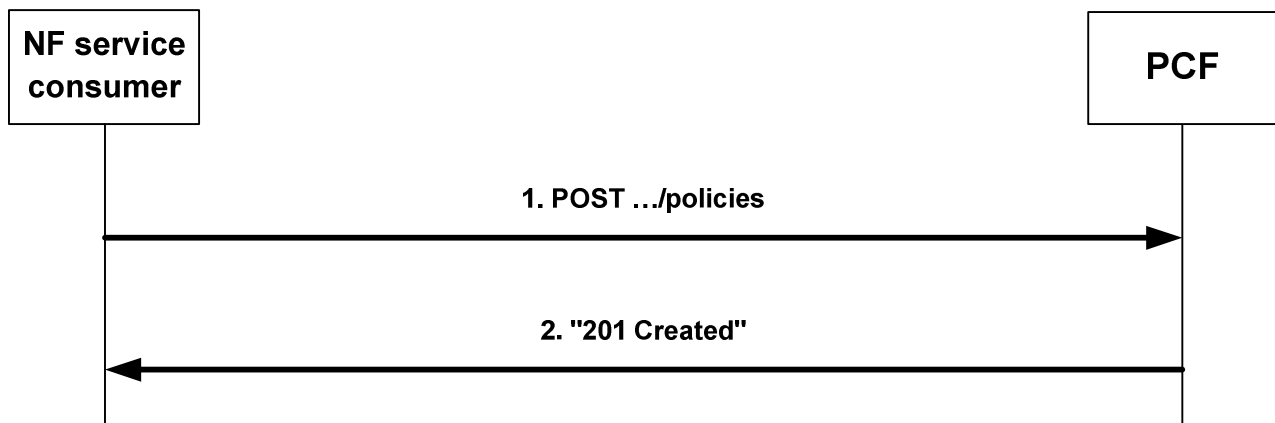 NF service
consumer
PCF
1. POST …/policies
2. "201 Created"